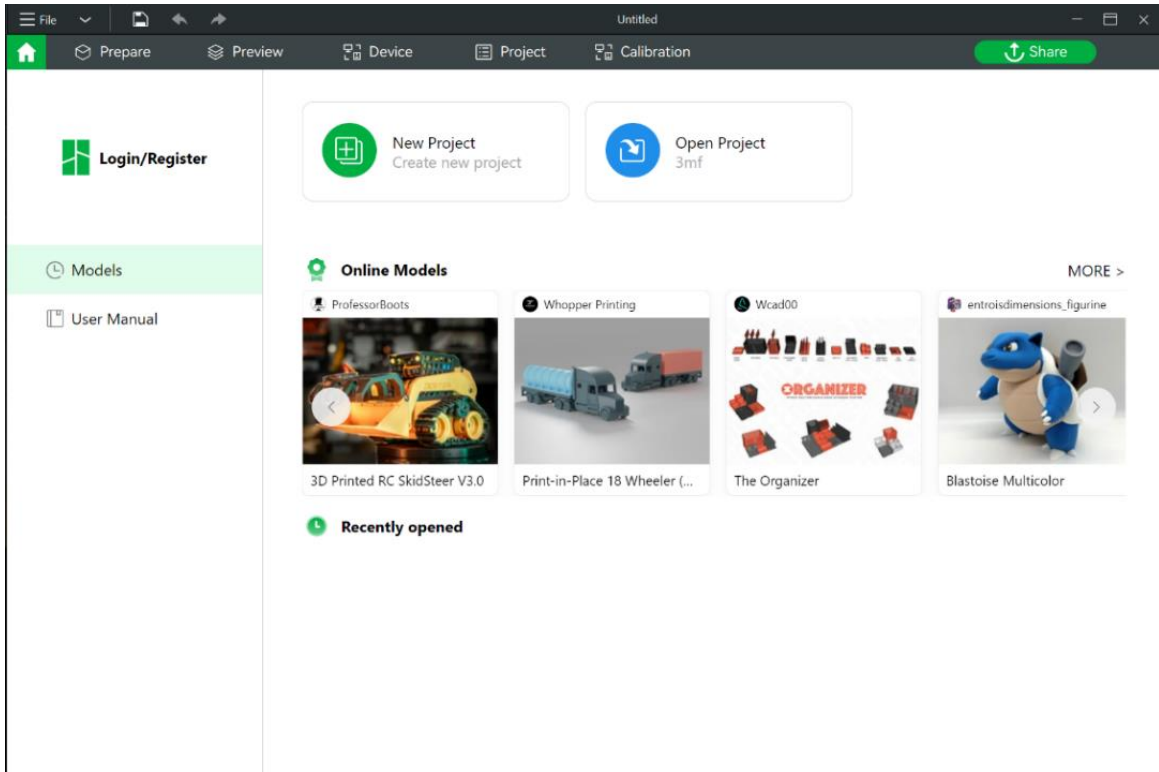 File
Untitled
Prepare
Preview
Device
Project
Calibration
Share
Login/Register
New Project
Create new project
Open Project
3mf
Models
User Manual
Online Models
MORE >
ProfessorBoots
Whopper Printing
Wcad00
entroisdimensions_figurine
ORGANIZER
3D Printed RC SkidSteer V3.0
Print-in-Place 18 Wheeler (...
The Organizer
Blastoise Multicolor
Recently opened